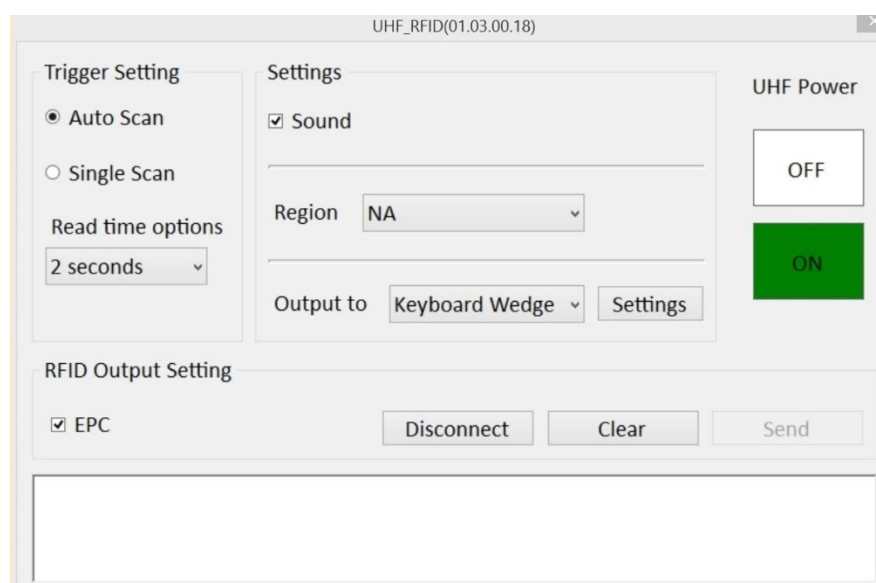 UHF_RFID(01.03.00.18)
Trigger Setting
Auto Scan
Single Scan
Read time options
2 seconds
Settings
Sound
Region NA
Output to Keyboard Wedge Settings
UHF Power
OFF
ON
RFID Output Setting
EPC Disconnect Clear Send